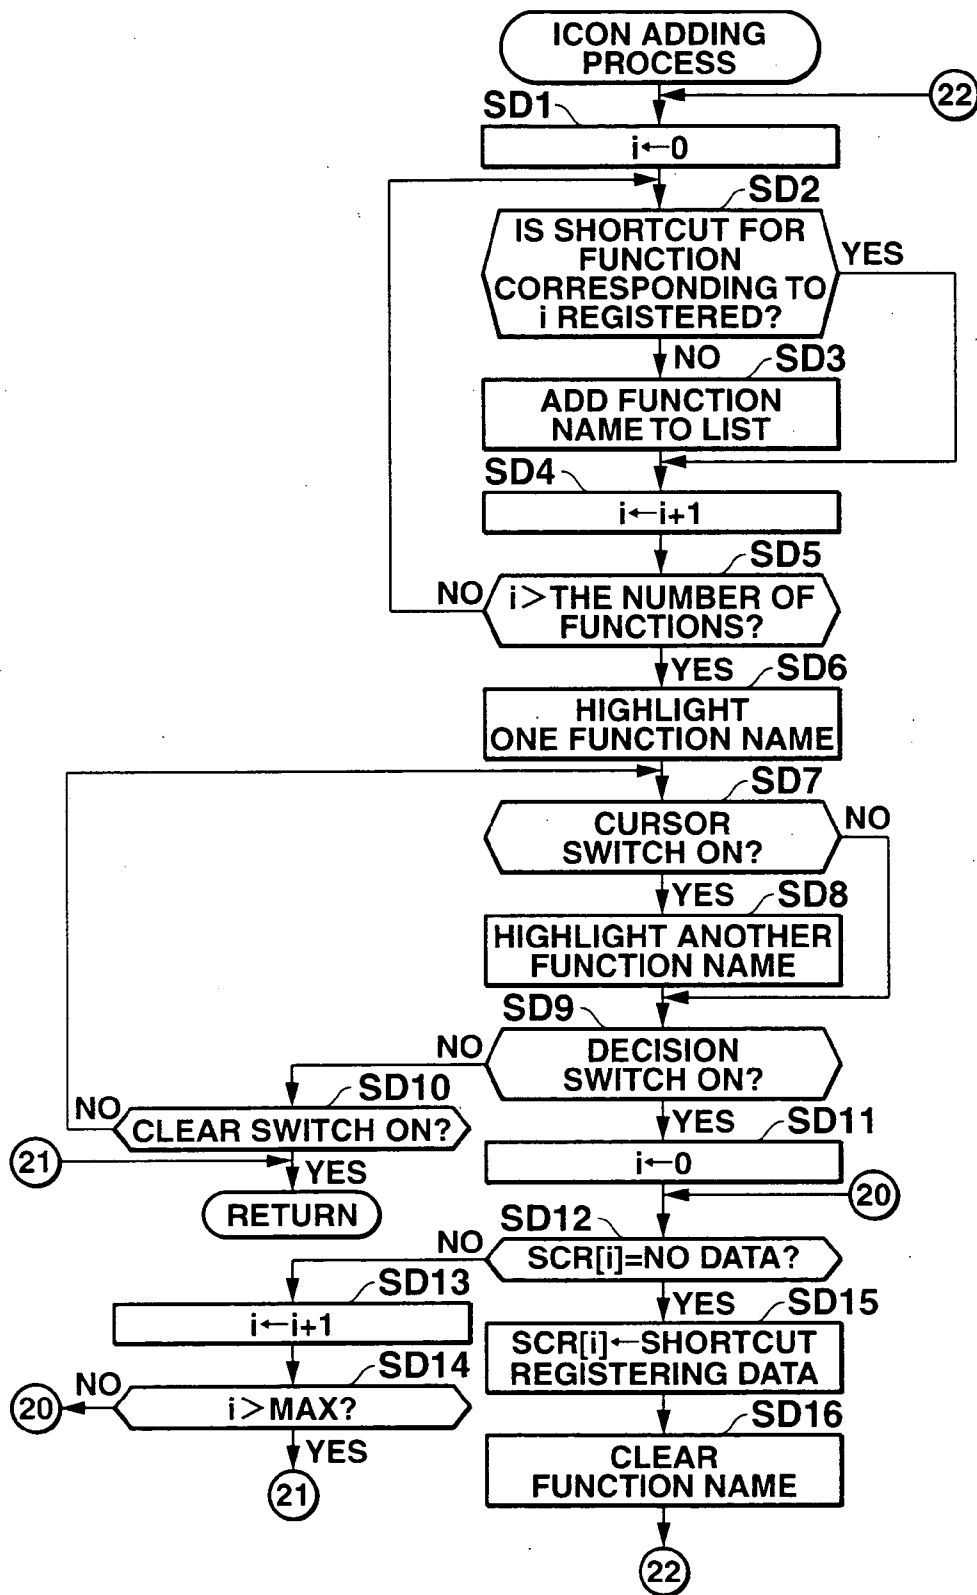 ICON ADDING
PROCESS
22
SD1
i←0
SD2
IS SHORTCUT FOR
FUNCTION
CORRESPONDING TO
i REGISTERED?
YES
NO
SD3
ADD FUNCTION
NAME TO LIST
SD4
i←i+1
SD5
NO
i>THE NUMBER OF
FUNCTIONS?
YES
SD6
HIGHLIGHT
ONE FUNCTION NAME
SD7
NO
CURSOR
SWITCH ON?
YES
SD8
HIGHLIGHT ANOTHER
FUNCTION NAME
SD9
NO
DECISION
SWITCH ON?
SD10
NO
CLEAR SWITCH ON?
YES
SD11
21
YES
i←0
RETURN
20
SD12
NO
SCR[i]=NO DATA?
SD13
YES
SD15
i←i+1
SCR[i]←SHORTCUT
REGISTERING DATA
SD14
NO
20
i>MAX?
SD16
YES
CLEAR
FUNCTION NAME
21
22